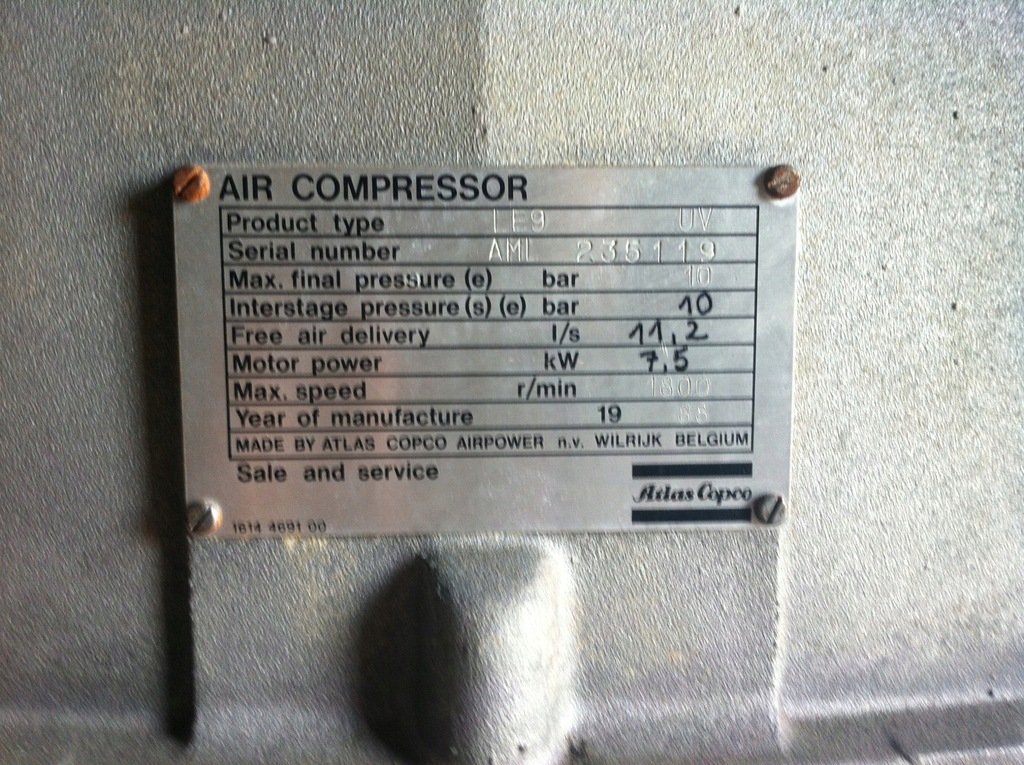 AIR COMPRESSOR
Product type LE9 UV
Serial number AML 235119
Max. final pressure (e) bar 10
Interstage pressure (s) (e) bar 10
Free air delivery l/s 11,2
Motor power kW 7,5
Max. speed r/min 1800
Year of manufacture 19
MADE BY ATLAS COPCO AIRPOWER n.v. WILRIJK BELGIUM
Sale and service
Atlas Copco
1614 4691 00